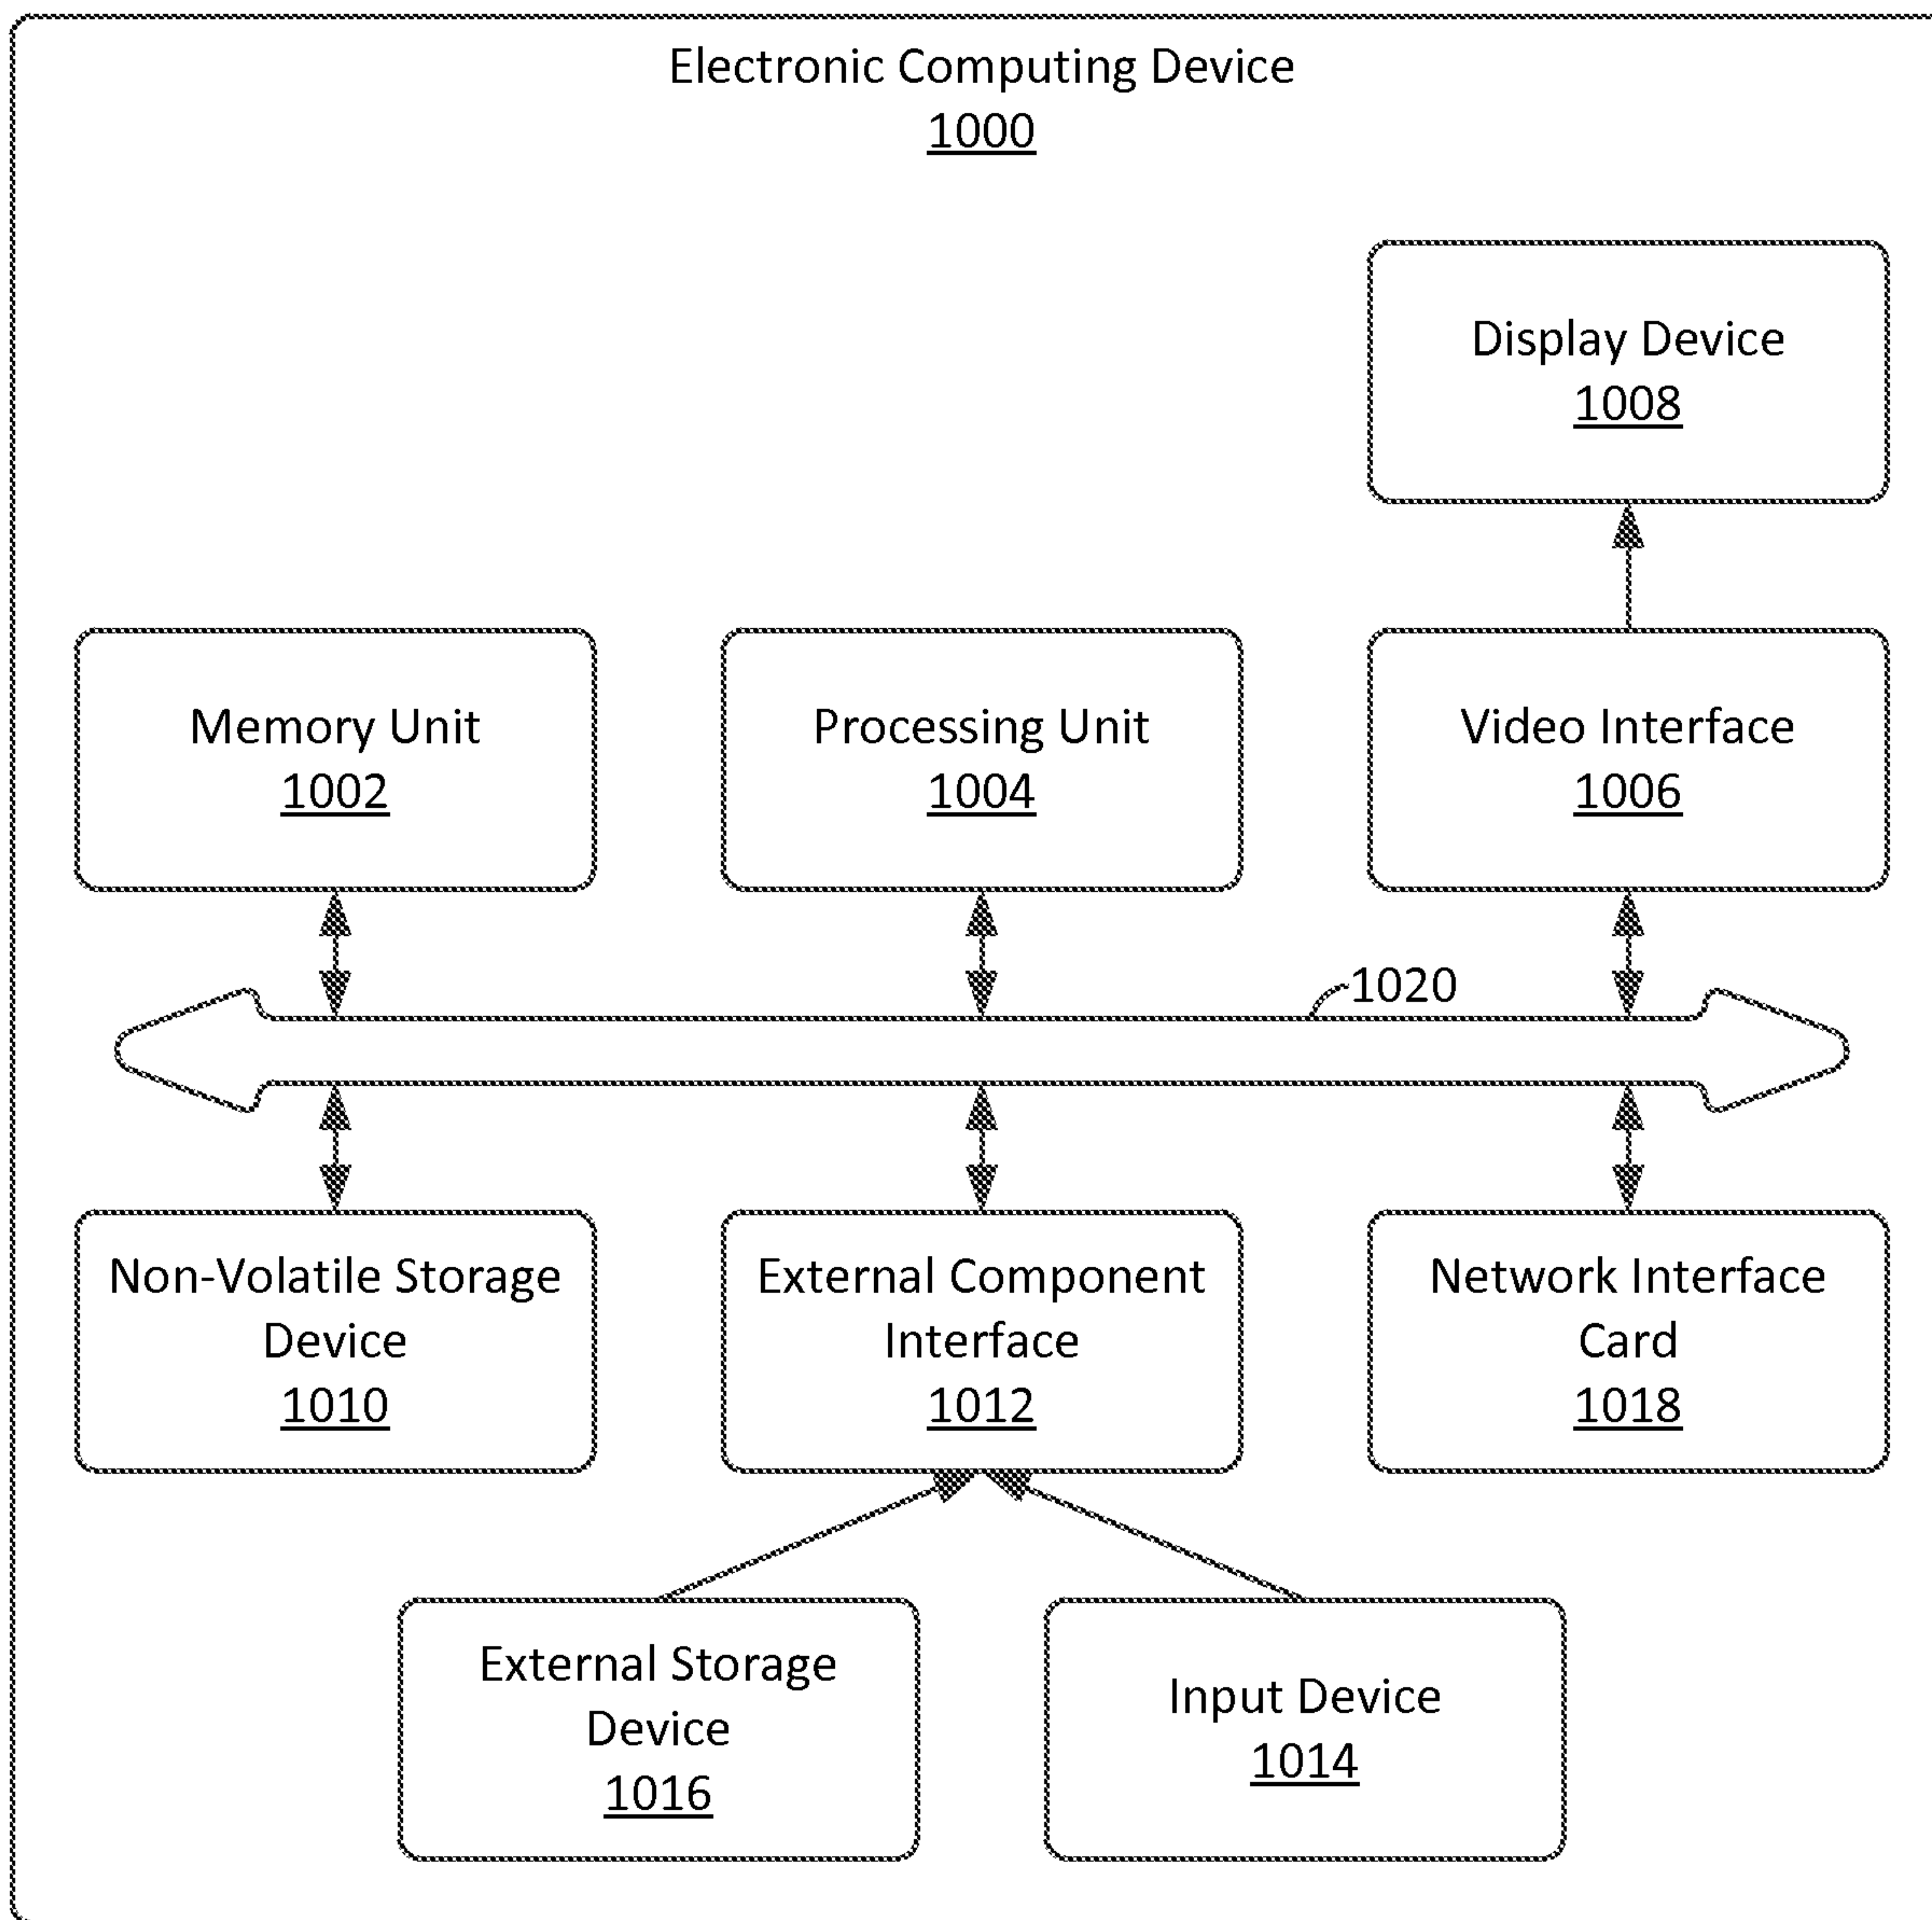 Electronic Computing Device
1000
Display Device
1008
Memory Unit
1002
Processing Unit
1004
Video Interface
1006
1020
Non-Volatile Storage
Device
1010
External Component
Interface
1012
Network Interface
Card
1018
External Storage
Device
1016
Input Device
1014